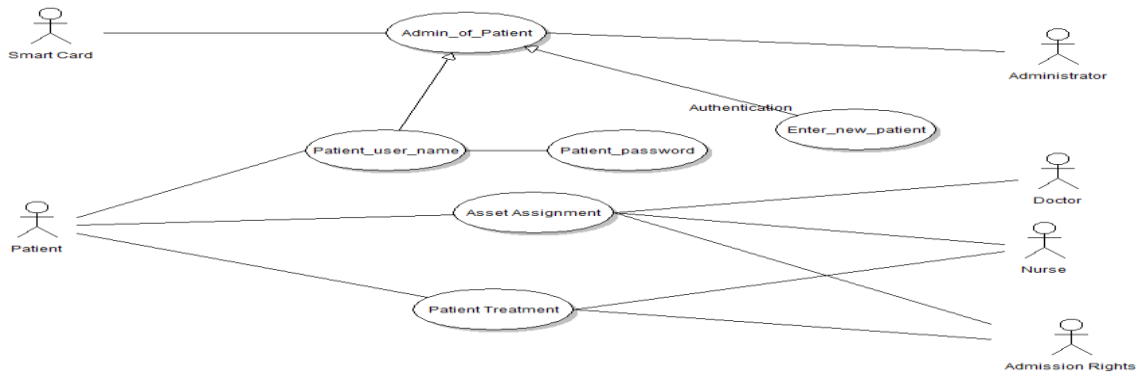 Admin_of_Patient
Smart Card
Administrator
Authentication
Enter_new_patient
Patient_user_name
Patient_password
Doctor
Asset Assignment
Patient
Nurse
Patient Treatment
Admission Rights